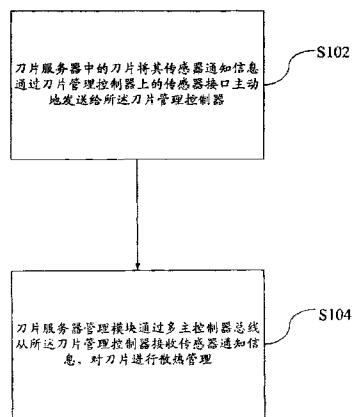 S102
刀片服务器中的刀片将其传感器通知信息
通过刀片管理控制器上的传感器接口主动
地发送给所述刀片管理控制器
S104
刀片服务器管理模块通过多主控制器总线
从所述刀片管理控制器接收传感器通知信
息，对刀片进行散热管理